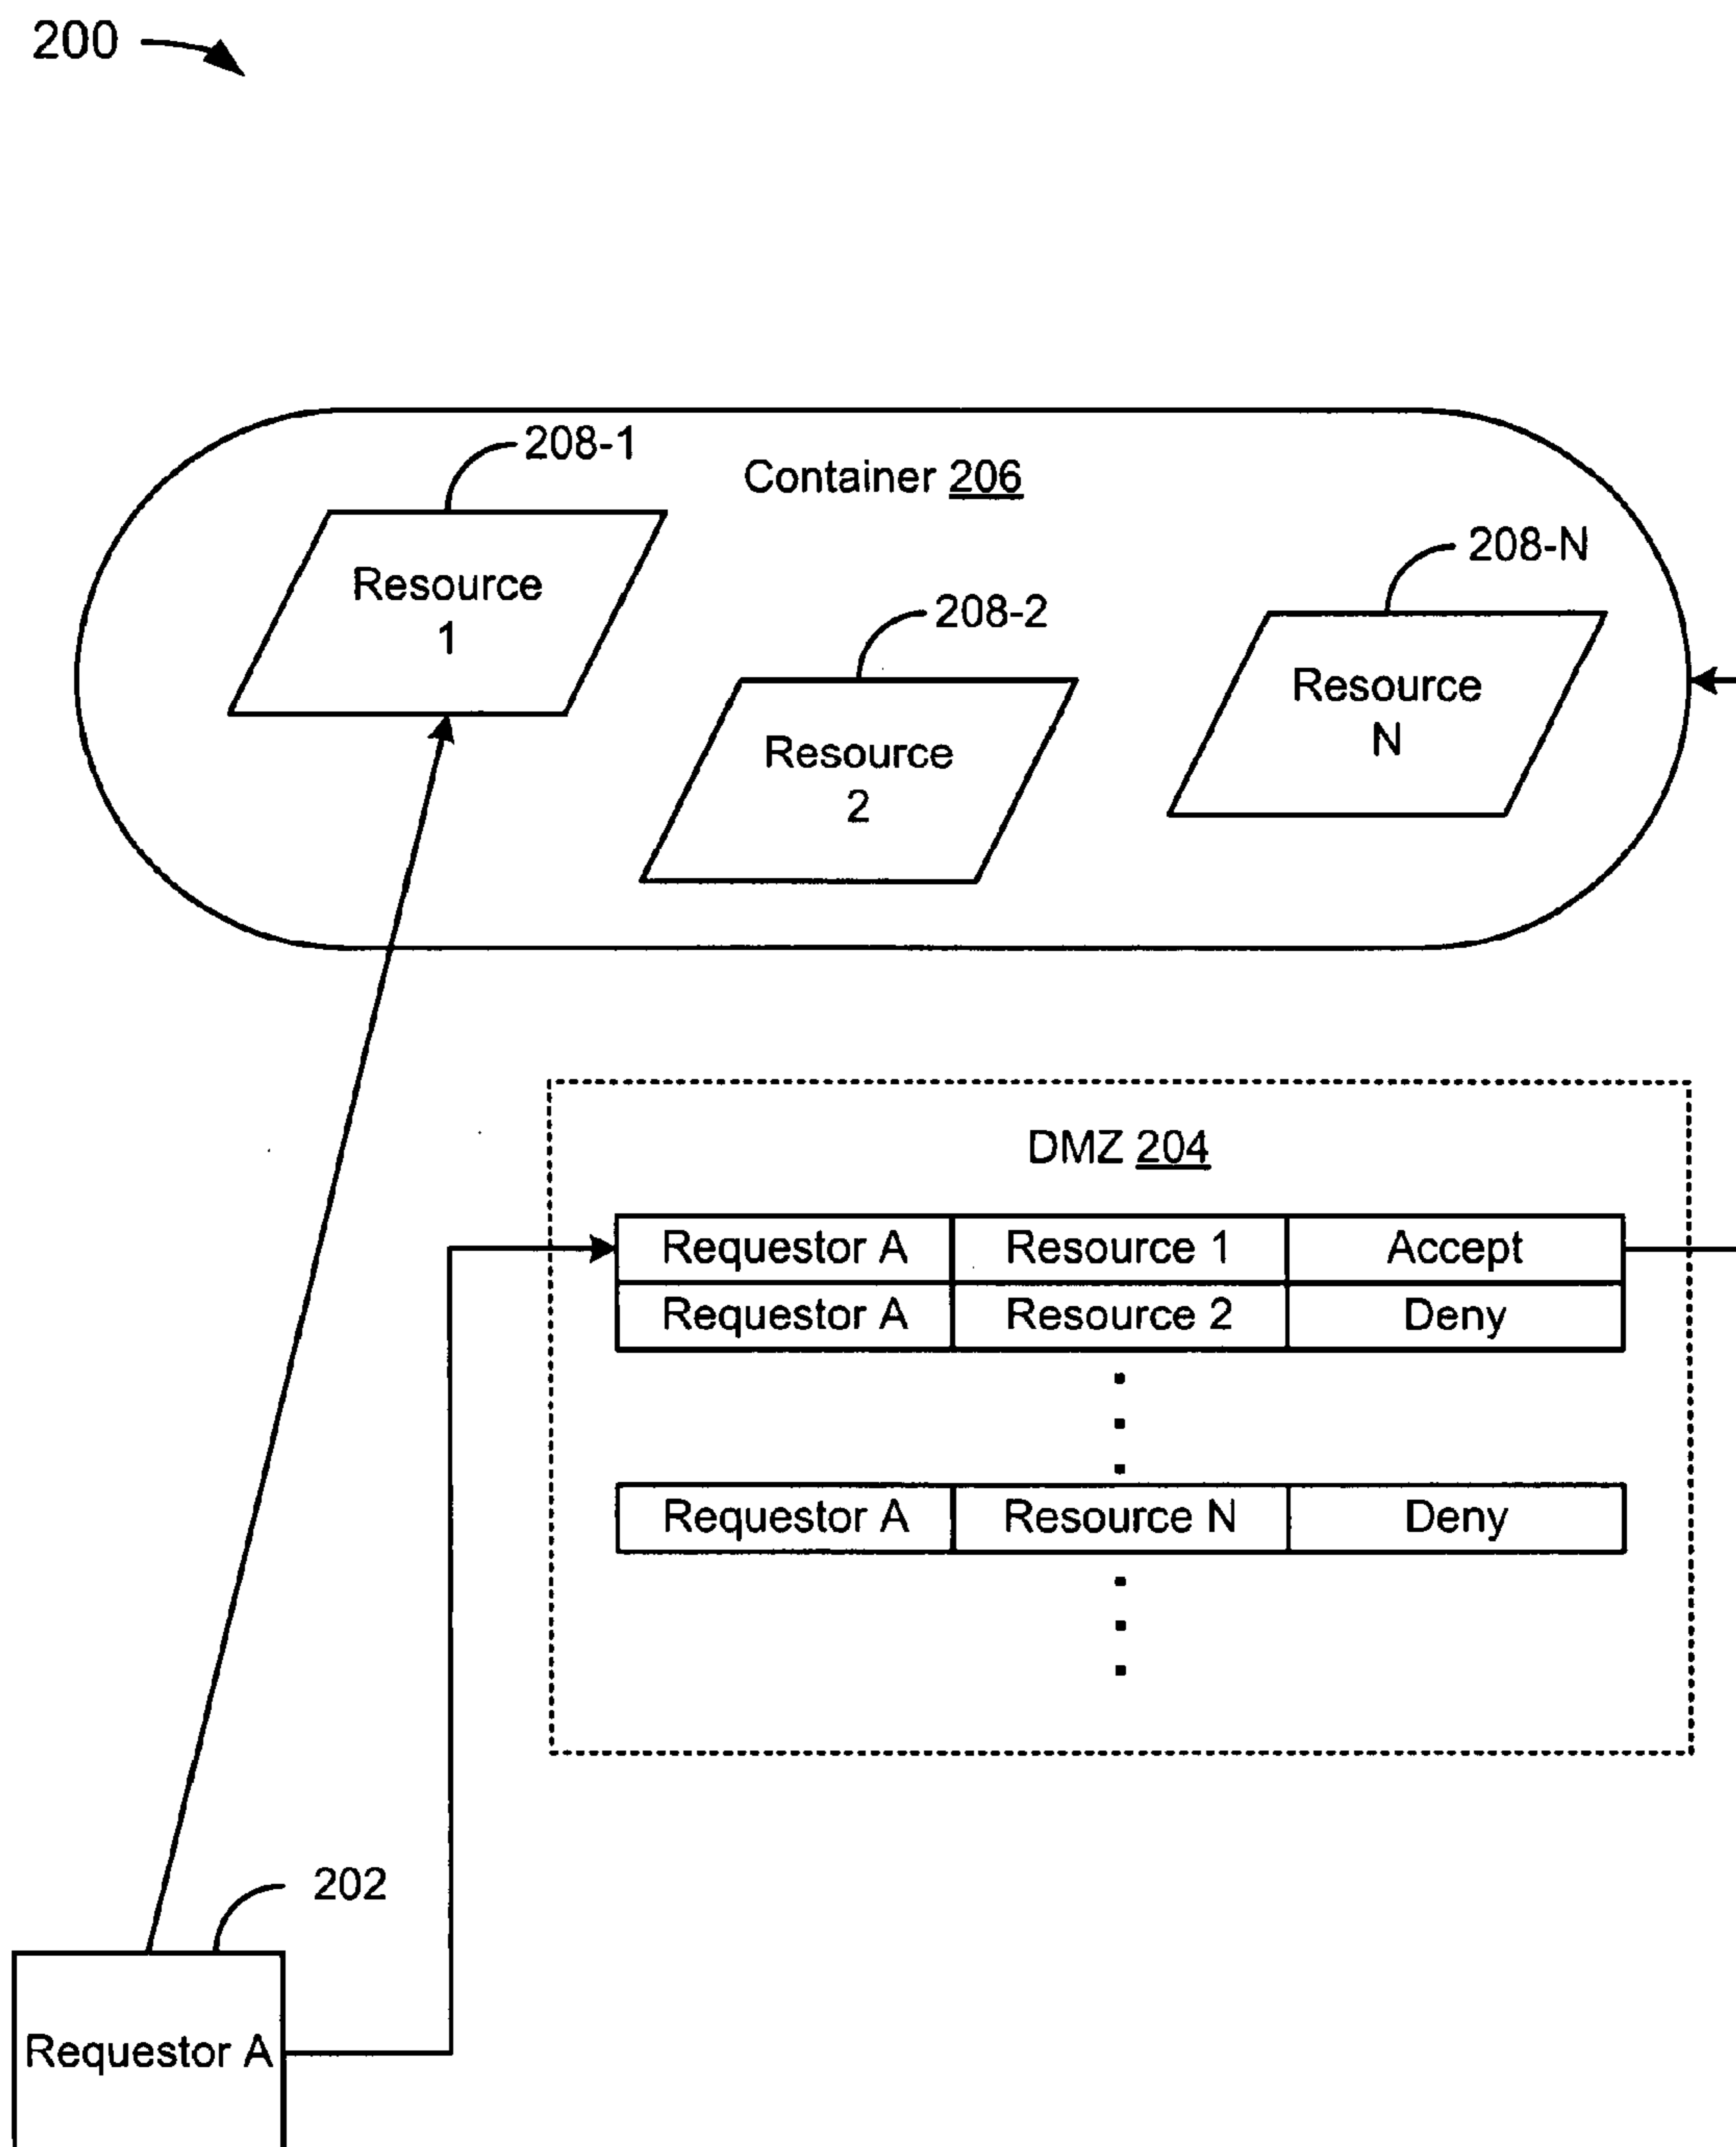 200
208-1
Container 206
208-N
Resource
1
208-2
Resource
N
Resource
2
DMZ 204
Requestor A Resource 1 Accept
Requestor A Resource 2 Deny
Requestor A Resource N Deny
202
Requestor A